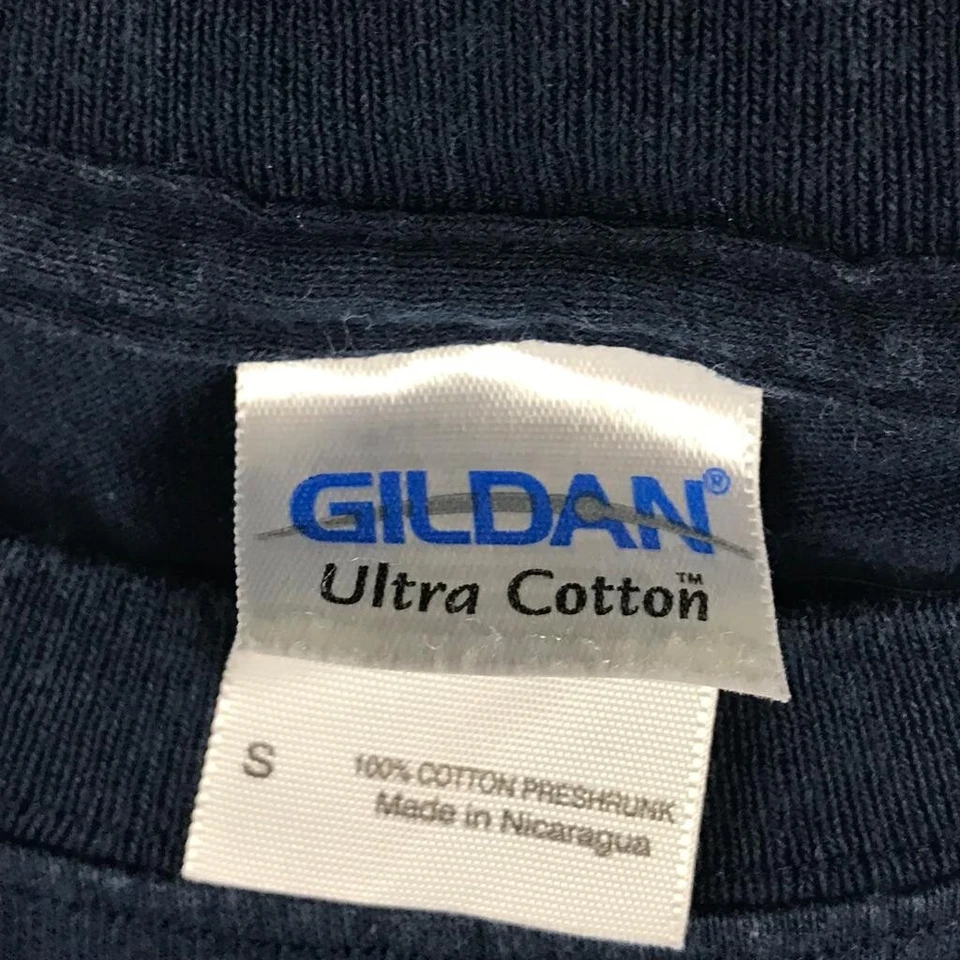 GILDAN®
Ultra Cotton™
S
100% COTTON PRESHRUNK
Made in Nicaragua